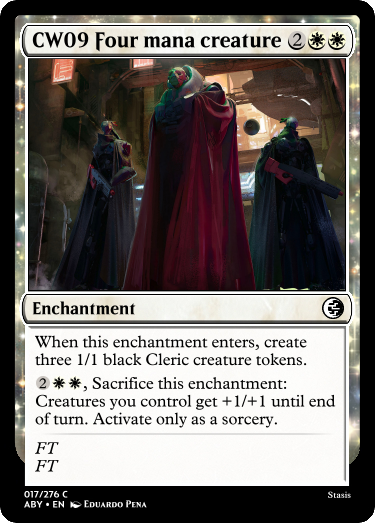 CW09 Four mana creature 2
Enchantment
When this enchantment enters, create
three 1/1 black Cleric creature tokens.
2, Sacrifice this enchantment:
Creatures you control get +1/+1 until end
of turn. Activate only as a sorcery.
FT
FT
017/276 C
Stasis
ABY • EN Eduardo Pena